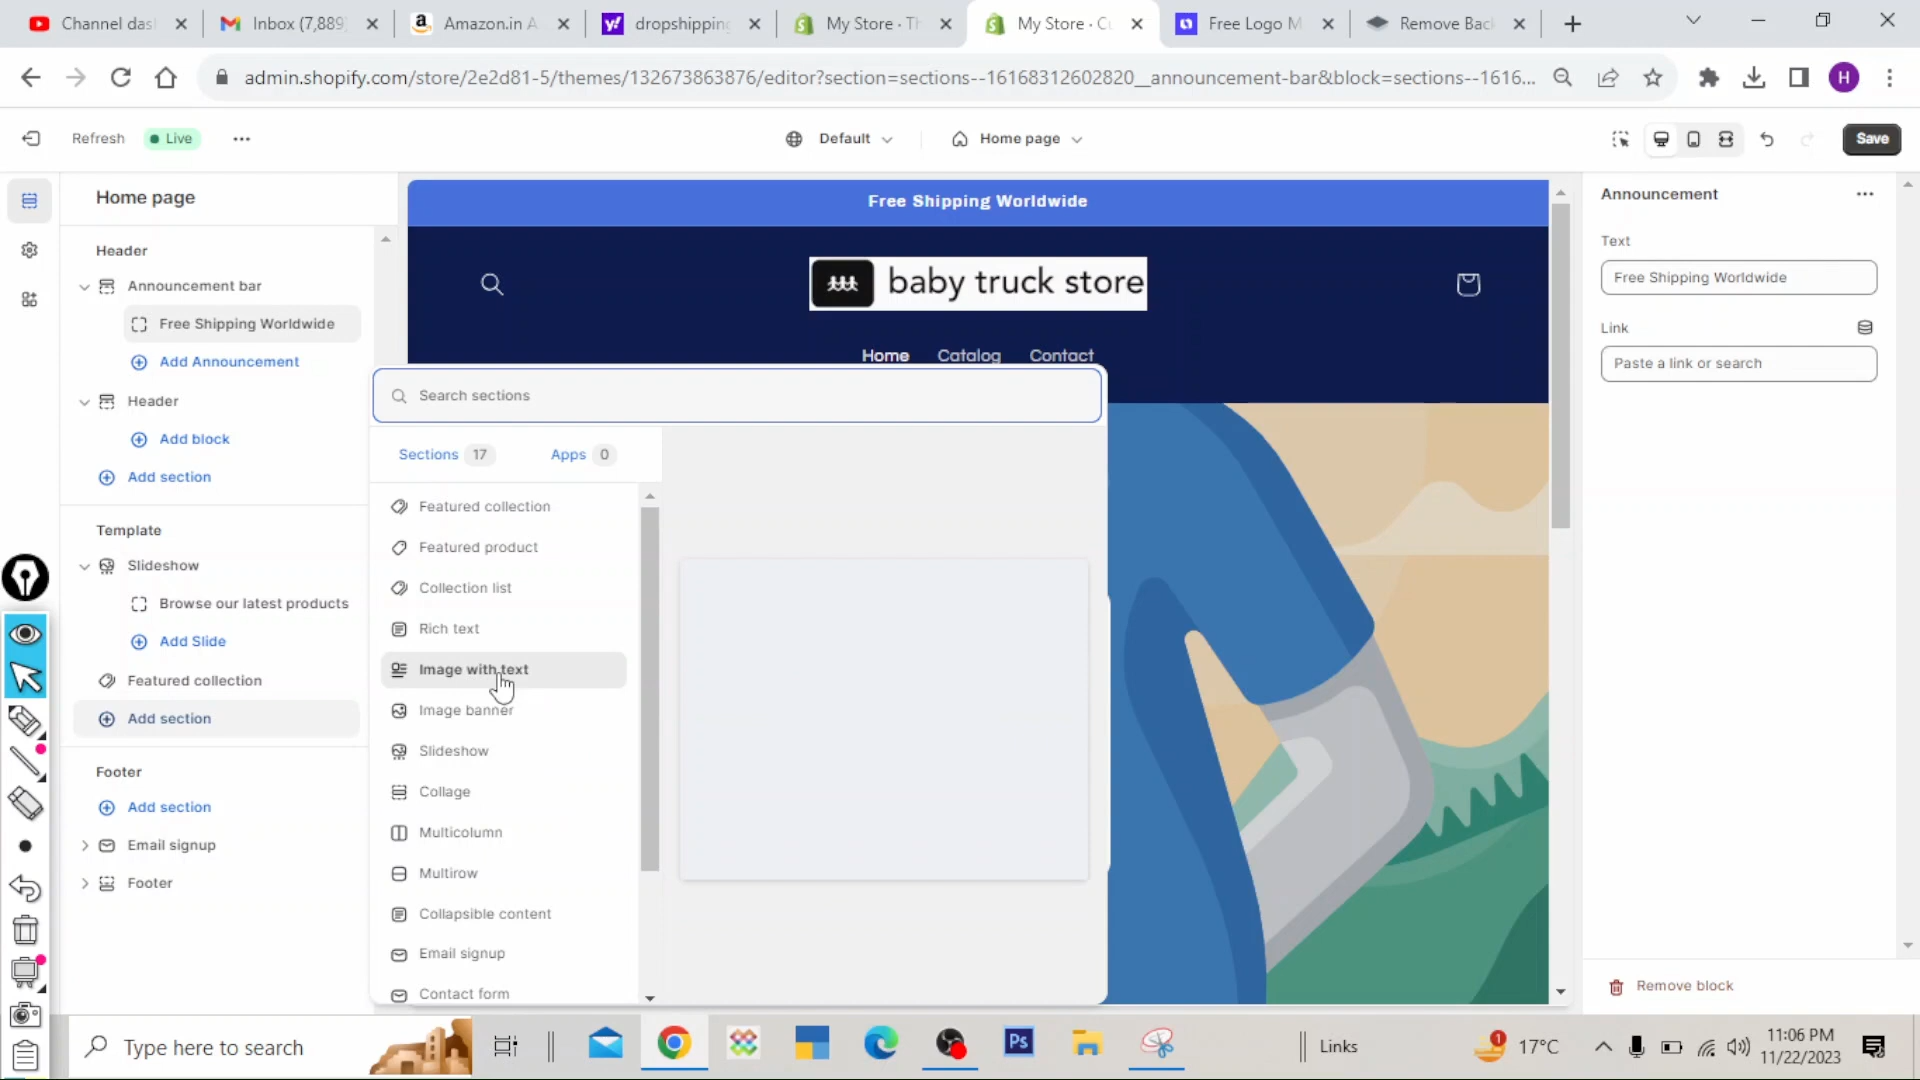 Channel das
Inbox (7,889
Amazon.in A
dropshipping
My Store · Th
My Store · Cu
Free Logo M
Remove Back
admin.shopify.com/store/2e2d81-5/themes/132673863876/editor?section=sections--16168312602820__announcement-bar&block=sections--1616...
H
Refresh
Live
Default
Home page
Save
Home page
Header
Announcement bar
Free Shipping Worldwide
Add Announcement
Header
Add block
Add section
Template
Slideshow
Browse our latest products
Add Slide
Featured collection
Add section
Footer
Add section
Email signup
Footer
Free Shipping Worldwide
baby truck store
Home Catalog Contact
Search sections
Sections 17 Apps 0
Featured collection
Featured product
Collection list
Rich text
Image with text
Image banner
Slideshow
Collage
Multicolumn
Multirow
Collapsible content
Email signup
Contact form
Announcement
Text
Free Shipping Worldwide
Link
Paste a link or search
Remove block
Type here to search
Ps
Links
1
17°C
11:06 PM
11/22/2023